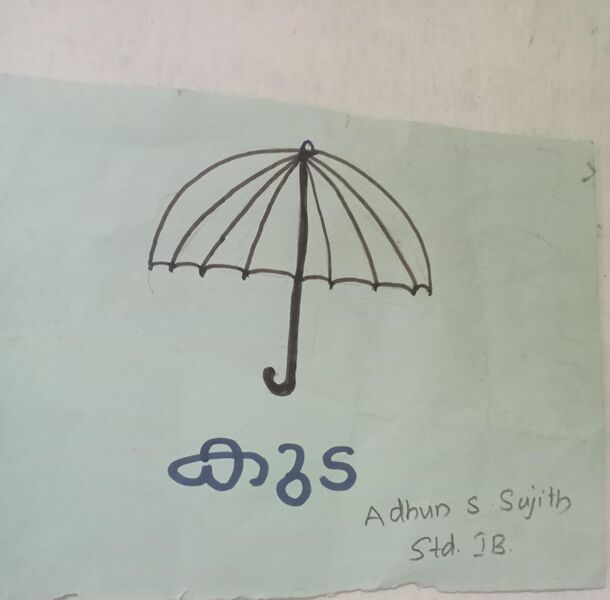 കുട
Adhun S Sujith
Std. IB.